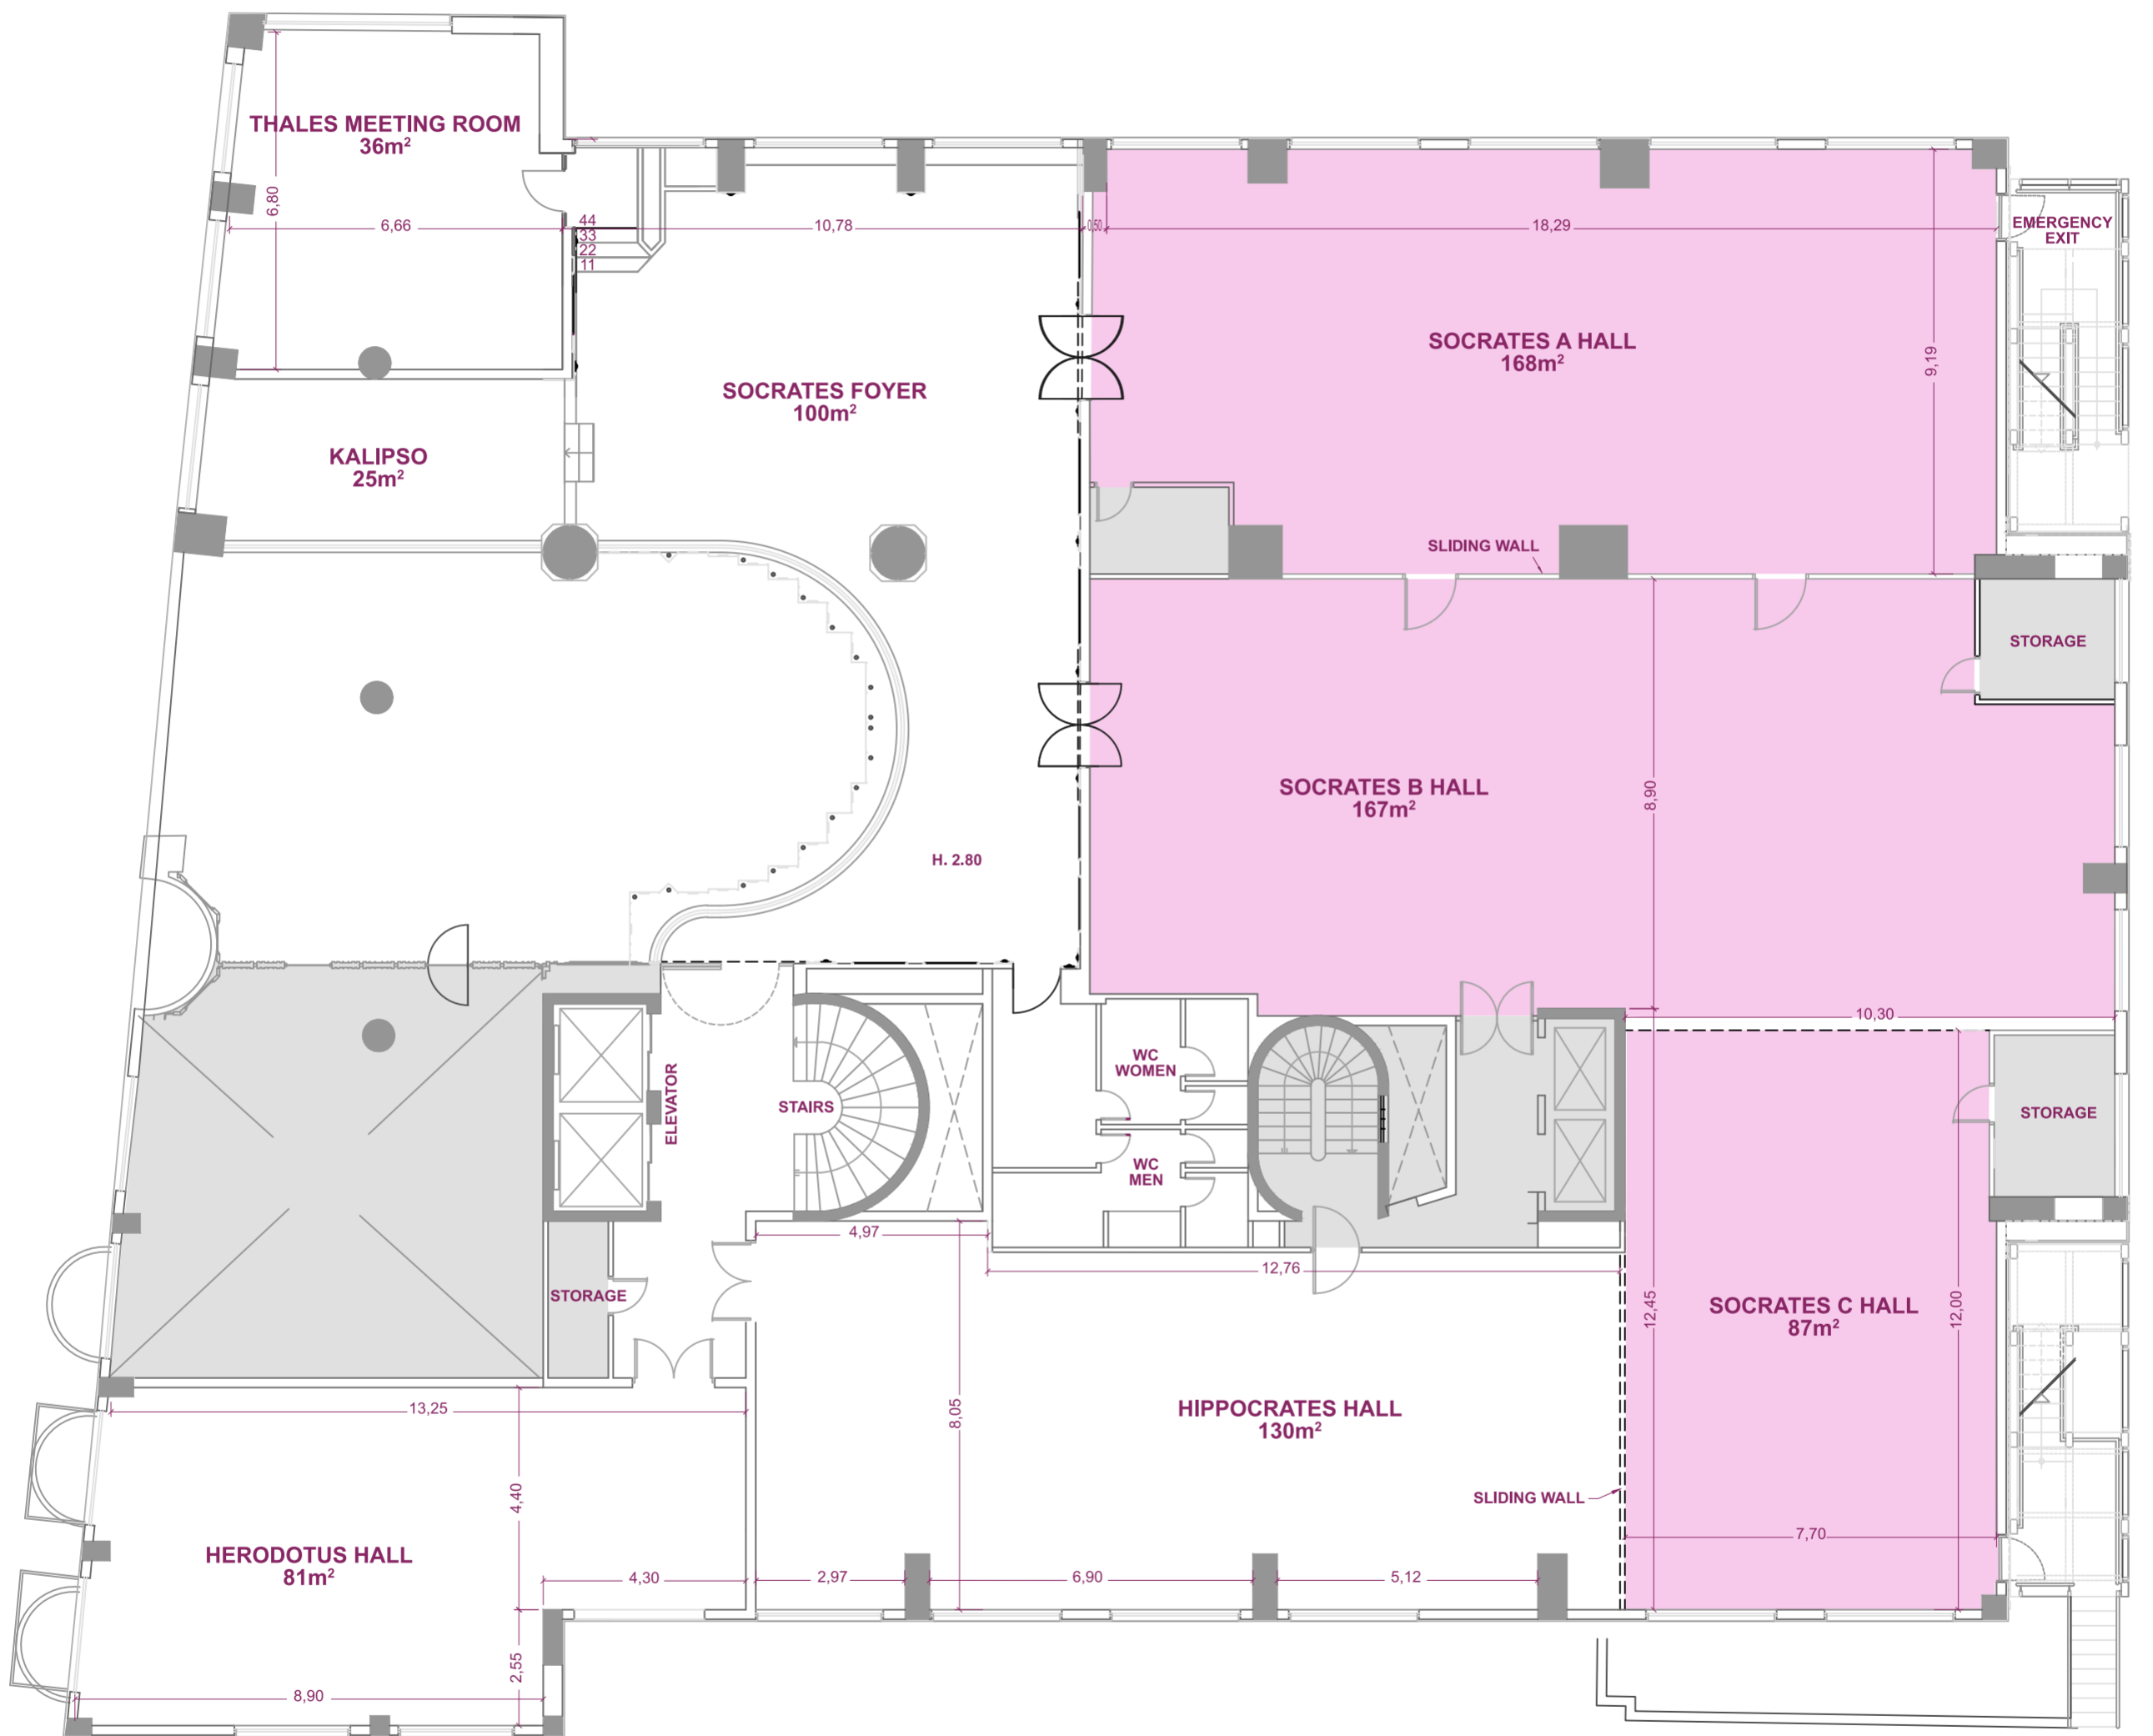 THALES MEETING ROOM
36m²
6,80
6,66
44
33
22
11
10,78
0,50
18,29
EMERGENCY
EXIT
SOCRATES A HALL
168m²
9,19
SOCRATES FOYER
100m²
KALIPSO
25m²
SLIDING WALL
STORAGE
SOCRATES B HALL
167m²
8,90
H. 2.80
10,30
WC
WOMEN
ELEVATOR
STAIRS
STORAGE
WC
MEN
4,97
12,76
STORAGE
12,45
SOCRATES C HALL
87m²
12,00
13,25
8,05
HIPPOCRATES HALL
130m²
4,40
SLIDING WALL
7,70
HERODOTUS HALL
81m²
4,30
2,97
6,90
5,12
2,55
8,90